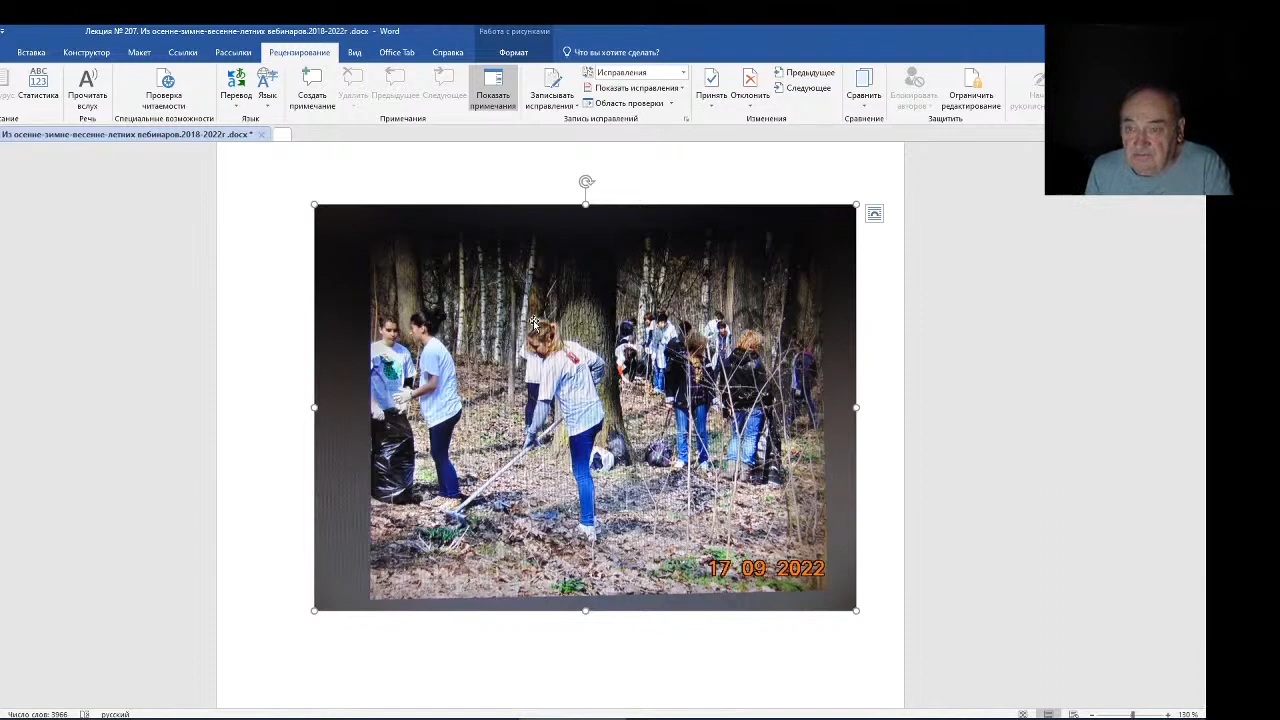 Лекция № 207. Из осенне-зимне-весенне-летних вебинаров.2018-2022г .docx - Word
Работа с рисунками
Вставка Конструктор Макет Ссылки Рассылки Рецензирование Вид Office Tab Справка Формат Что вы хотите сделать?
ABC
123
Статистика
Прочитать
вслух
Проверка
читаемости
Перевод
Язык
Создать
примечание
Удалить
Предыдущее
Следующее
Показать
примечания
Записывать
исправления
Исправления
Показать исправления
Область проверки
Принять
Отклонить
Предыдущее
Следующее
Сравнить
Блокировать
авторов
Ограничить
редактирование
Речь
Специальные возможности
Язык
Примечания
Запись исправлений
Изменения
Сравнение
Защитить
Из осенне-зимне-весенне-летних вебинаров.2018-2022г .docx *
17 09 2022
Число слов: 3966 русский
130 %